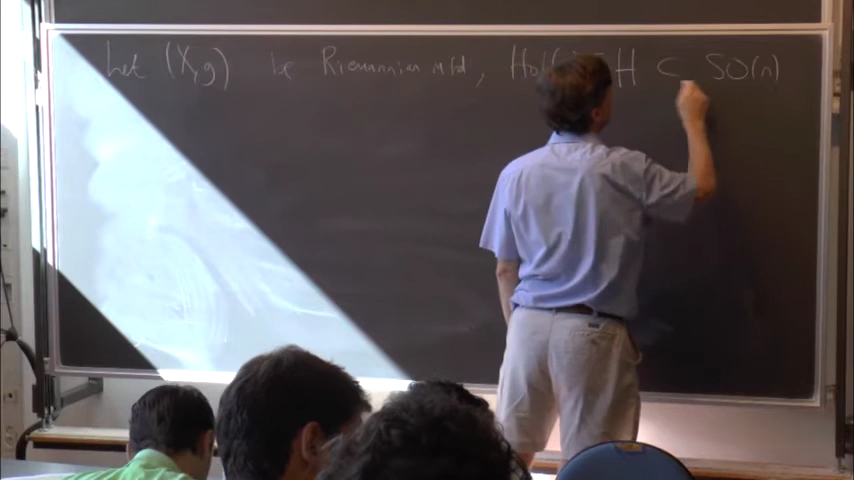 Let (X,g) be Riemannian mfd, Hol(g) = H ⊂ SO(n)